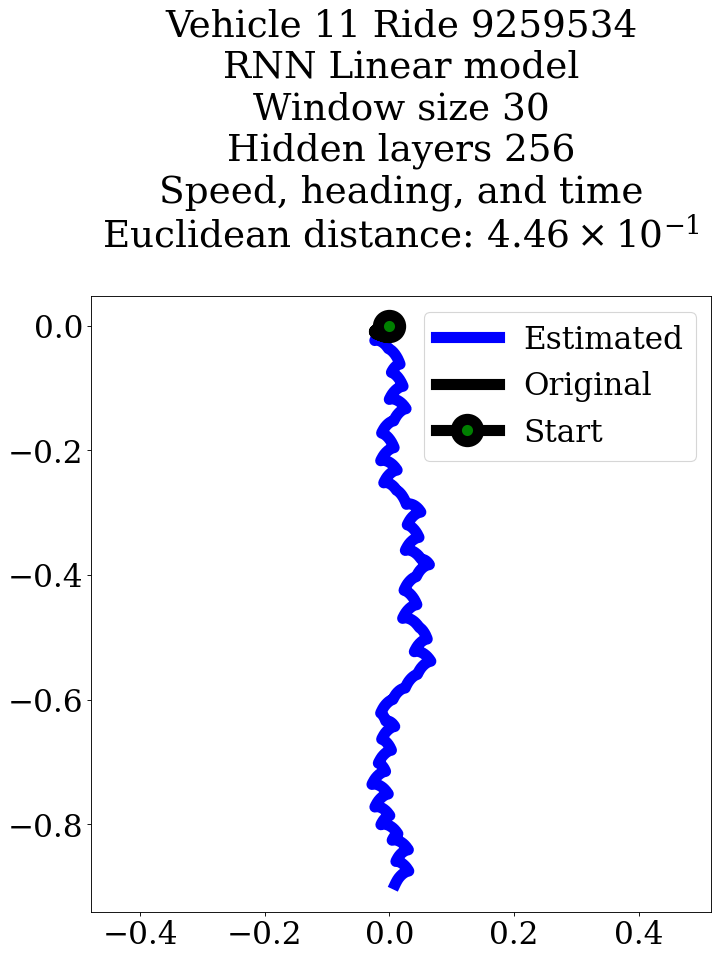 Vehicle 11 Ride 9259534
RNN Linear model
Window size 30
Hidden layers 256
Speed, heading, and time
Euclidean distance: 4.46 × 10⁻¹
0.0
−0.2
−0.4
−0.6
−0.8
Estimated
Original
Start
−0.4 −0.2 0.0 0.2 0.4